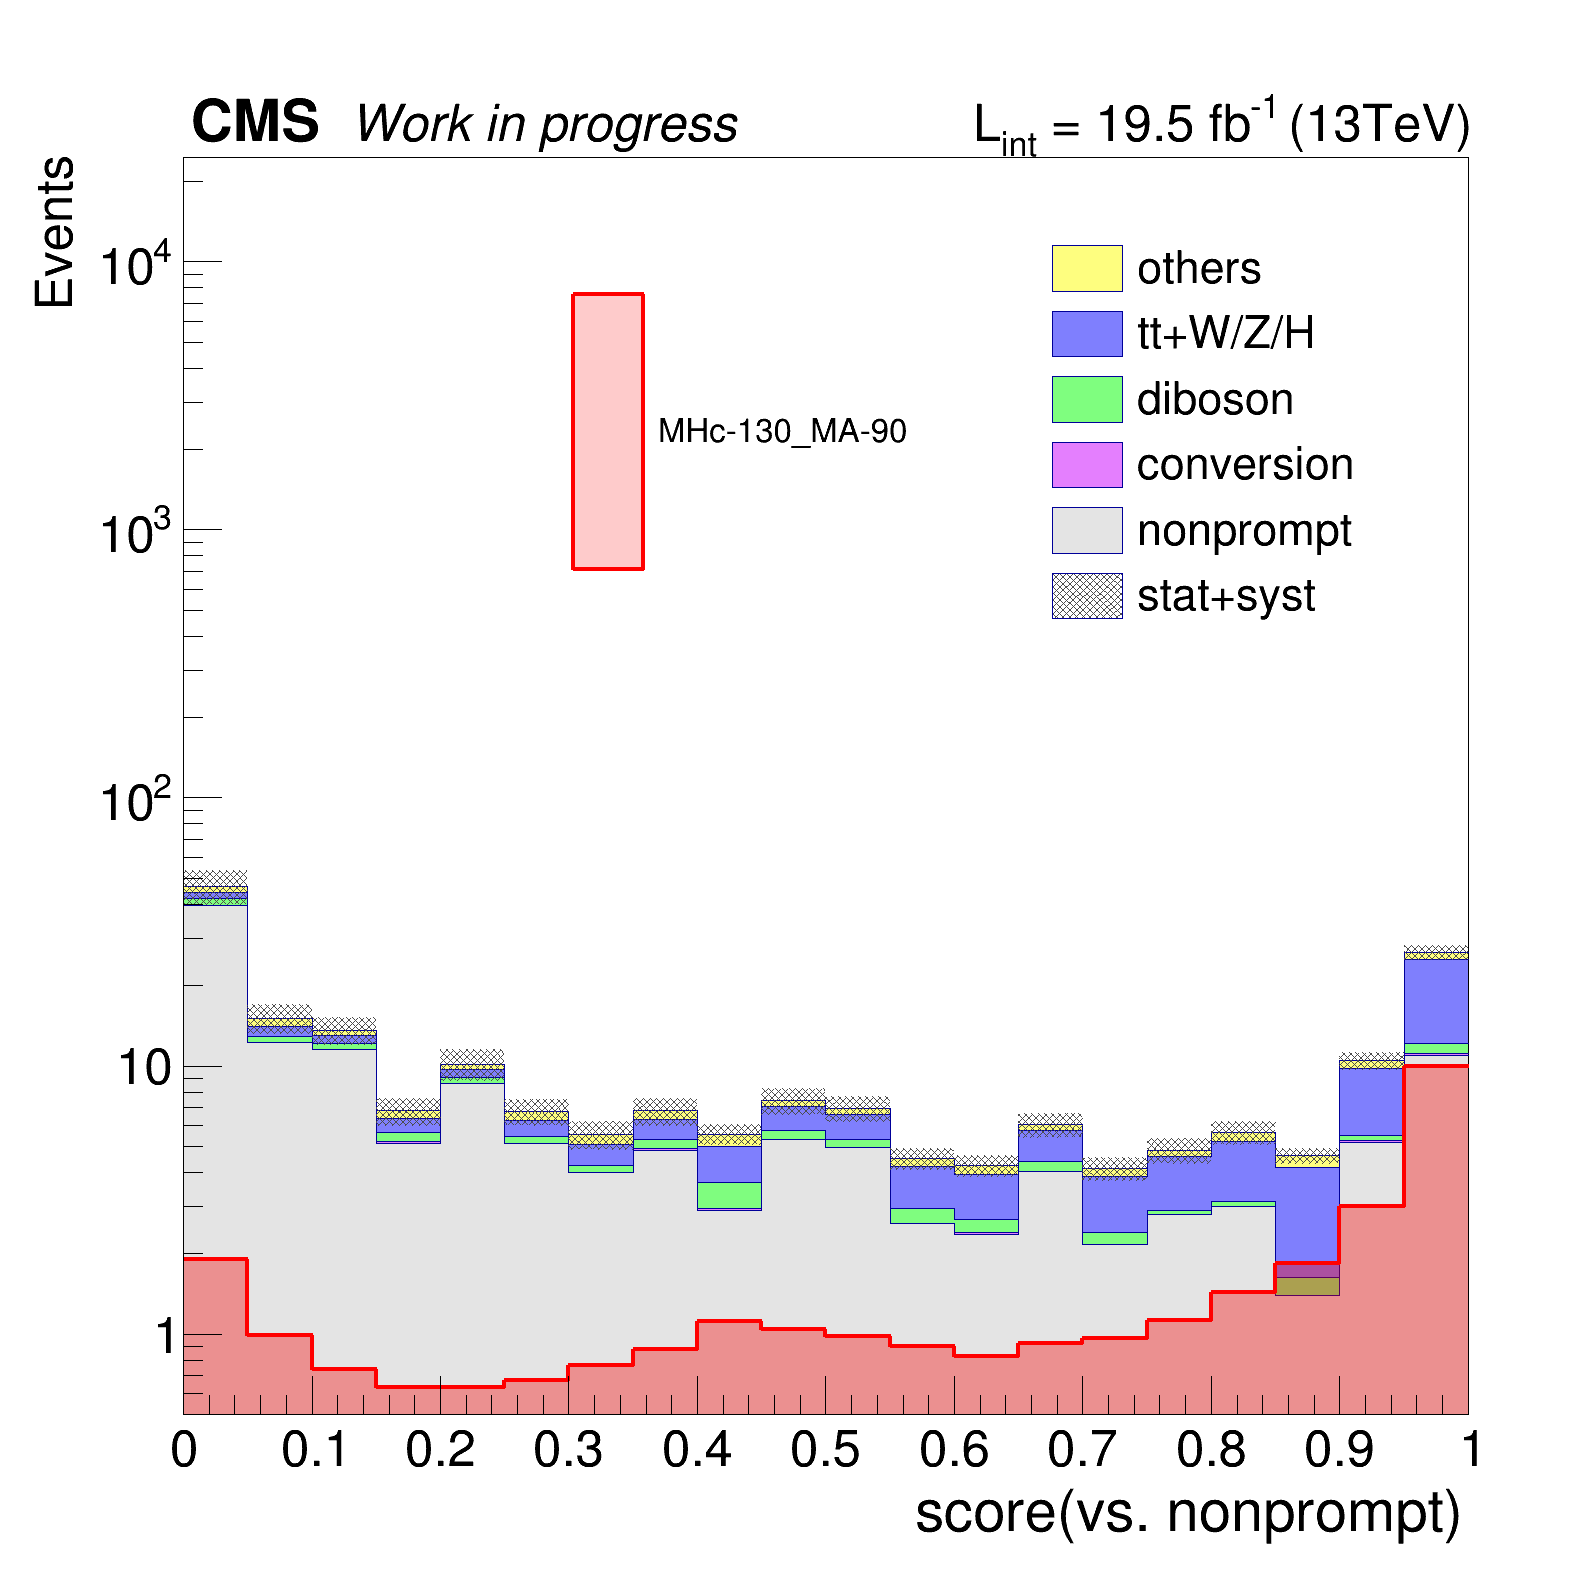 CMS Work in progress
L_int = 19.5 fb^-1 (13TeV)
Events
10^4
10^3
10^2
10
1
others
tt+W/Z/H
diboson
conversion
nonprompt
stat+syst
MHc-130_MA-90
0 0.1 0.2 0.3 0.4 0.5 0.6 0.7 0.8 0.9 1
score(vs. nonprompt)